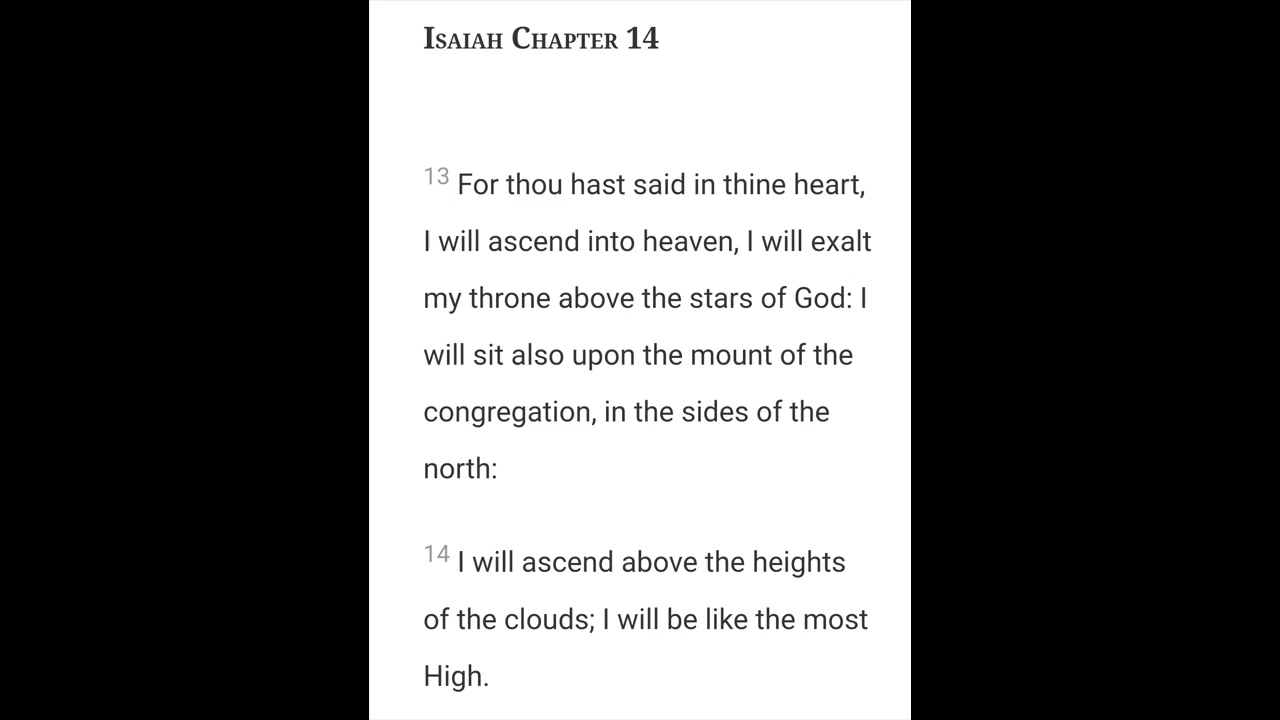 Isaiah Chapter 14
13 For thou hast said in thine heart,
I will ascend into heaven, I will exalt
my throne above the stars of God: I
will sit also upon the mount of the
congregation, in the sides of the
north:
14 I will ascend above the heights
of the clouds; I will be like the most
High.